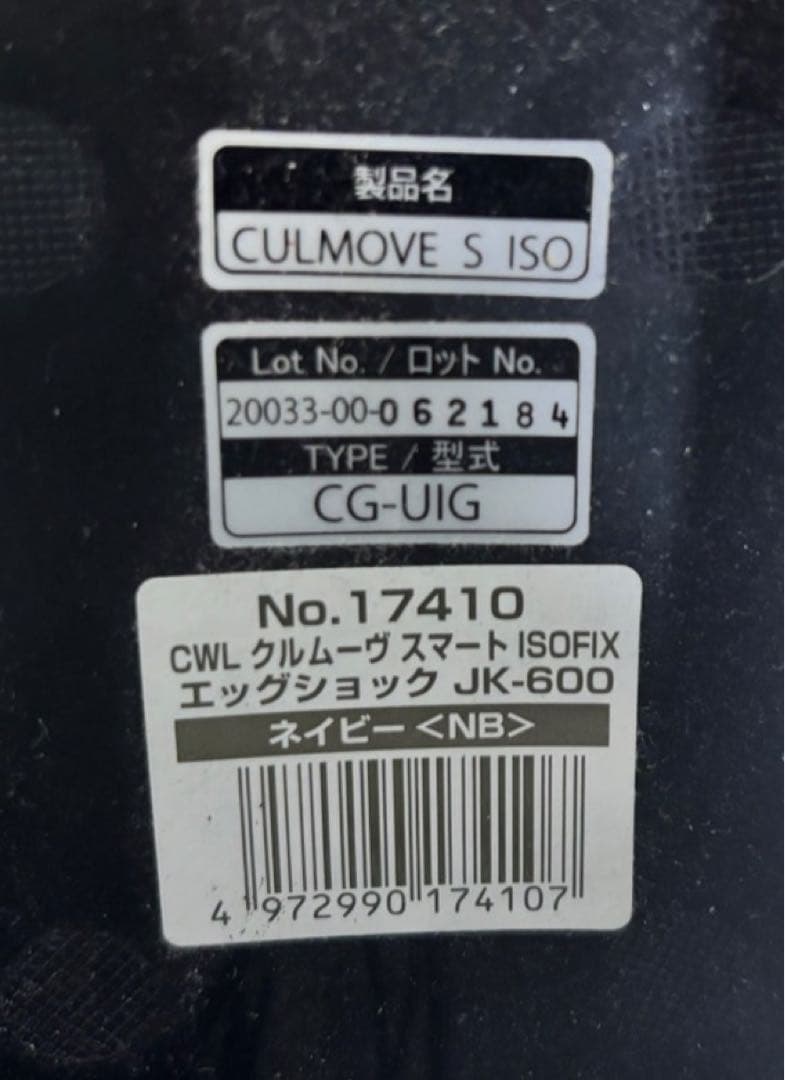 製品名
CULMOVE S ISO
Lot No. / ロット No.
20033-00-062184
TYPE / 型式
CG-UIG
No.17410
CWL クルムーヴ スマート ISOFIX
エッグショック JK-600
ネイビー <NB>
4 972990 174107